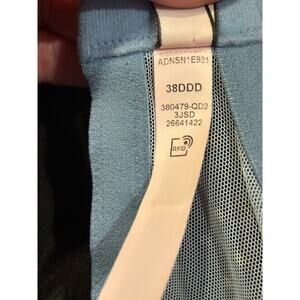 ADNSN1E931
38DDD
380479-QD2
3JSD
26641422
RFID